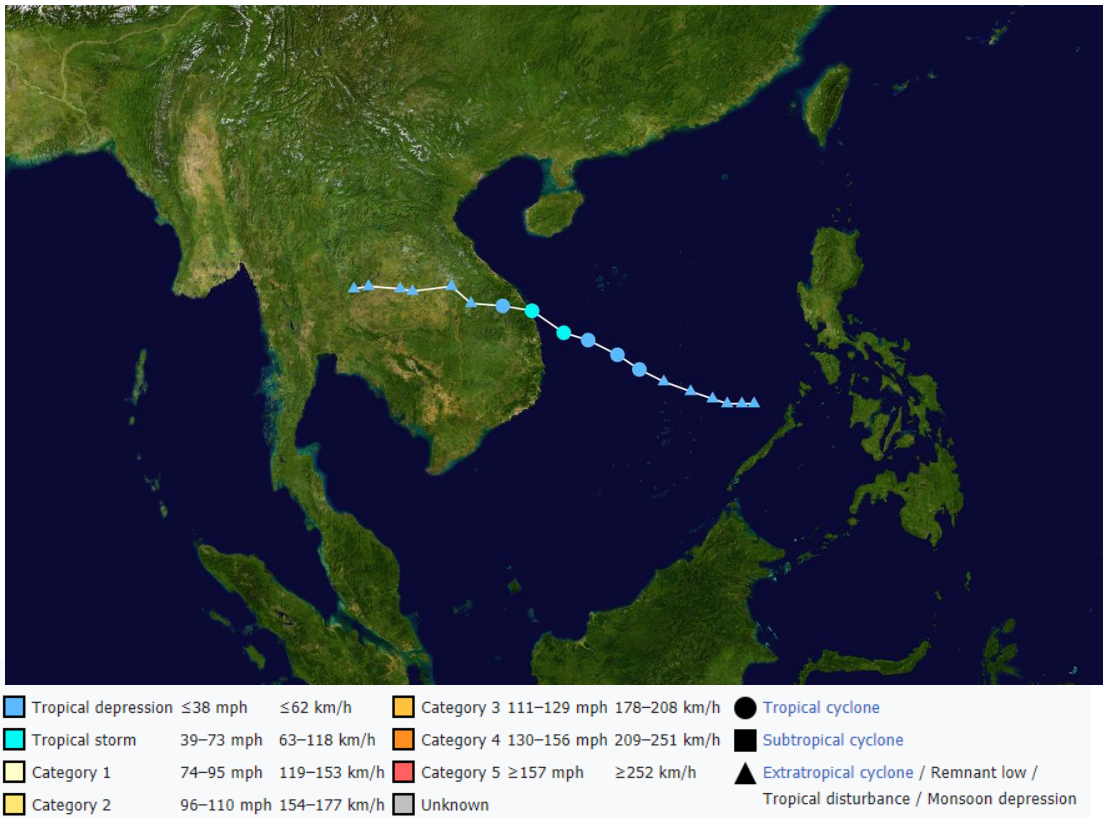 Tropical depression ≤38 mph ≤62 km/h
Tropical storm 39–73 mph 63–118 km/h
Category 1 74–95 mph 119–153 km/h
Category 2 96–110 mph 154–177 km/h
Category 3 111–129 mph 178–208 km/h
Category 4 130–156 mph 209–251 km/h
Category 5 ≥157 mph ≥252 km/h
Unknown
Tropical cyclone
Subtropical cyclone
Extratropical cyclone / Remnant low /
Tropical disturbance / Monsoon depression